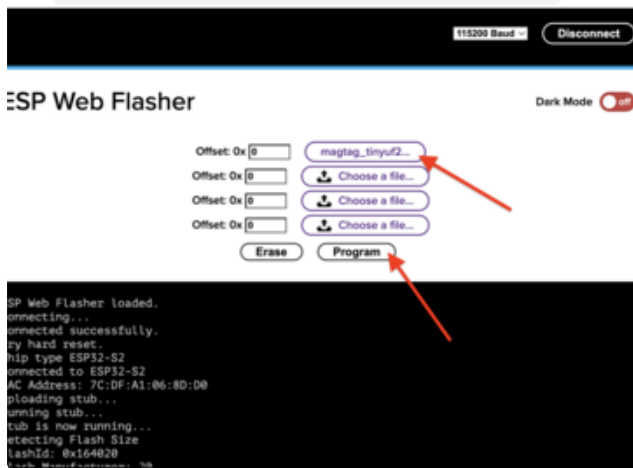 115200 Baud Disconnect
ESP Web Flasher
Dark Mode off
Offset: 0x 0 magtag_tinyuf2...
Offset: 0x 0 Choose a file...
Offset: 0x 0 Choose a file...
Offset: 0x 0 Choose a file...
Erase Program
SP Web Flasher loaded.
onnecting...
onnected successfully.
ry hard reset.
hip type ESP32-S2
onnected to ESP32-S2
AC Address: 7C:DF:A1:06:8D:D0
ploading stub...
unning stub...
tub is now running...
etecting Flash Size
lashId: 0x164020
lash Manufacturer: 20